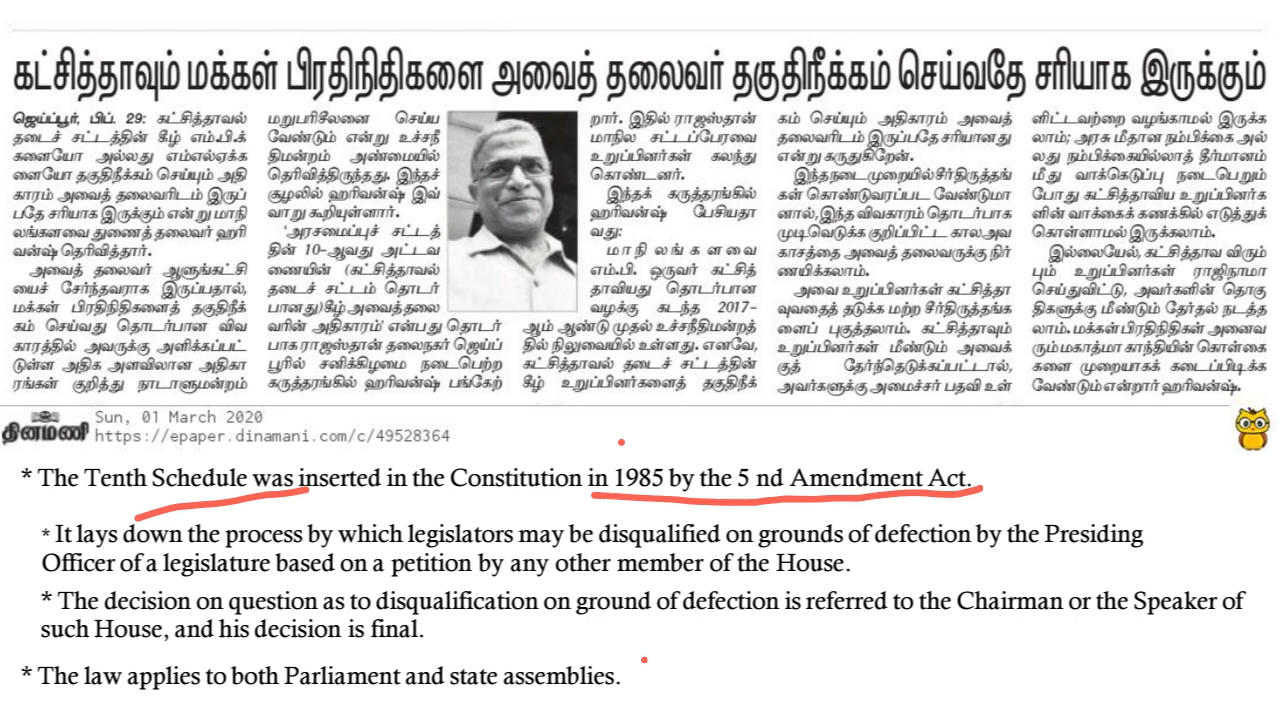 கட்சித்தாவும் மக்கள் பிரதிநிதிகளை அவைத் தலைவர் தகுதிநீக்கம் செய்வதே சரியாக இருக்கும்
ஜெய்ப்பூர், பிப். 29: கட்சித்தாவல்
தடைச் சட்டத்தின் கீழ் எம்.பி.க்
களையோ அல்லது எம்எல்ஏக்க
ளையோ தகுதிநீக்கம் செய்யும் அதி
காரம் அவைத் தலைவரிடம் இருப்
பதே சரியாக இருக்கும் என்று மாநி
லங்களவை துணைத் தலைவர் ஹரி
வன்ஷ் தெரிவித்தார்.
அவைத் தலைவர் ஆளுங்கட்சி
யைச் சேர்ந்தவராக இருப்பதால்,
மக்கள் பிரதிநிதிகளைத் தகுதிநீக்
கம் செய்வது தொடர்பான விவ
காரத்தில் அவருக்கு அளிக்கப்பட்
டுள்ள அதிக அளவிலான அதிகா
ரங்கள் குறித்து நாடாளுமன்றம்
மறுபரிசீலனை செய்ய
வேண்டும் என்று உச்சநீ
திமன்றம் அண்மையில்
தெரிவித்திருந்தது. இந்தச்
சூழலில் ஹரிவன்ஷ் இவ்
வாறு கூறியுள்ளார்.
'அரசமைப்புச் சட்டத்
தின் 10-ஆவது அட்டவ
ணையின் (கட்சித்தாவல்
தடைச் சட்டம் தொடர்
பானது)கீழ் அவைத்தலை
வரின் அதிகாரம்' என்பது தொடர்
பாக ராஜஸ்தான் தலைநகர் ஜெய்ப்
பூரில் சனிக்கிழமை நடைபெற்ற
கருத்தரங்கில் ஹரிவன்ஷ் பங்கேற்
றார். இதில் ராஜஸ்தான்
மாநில சட்டப்பேரவை
உறுப்பினர்கள் கலந்து
கொண்டனர்.
இந்தக் கருத்தரங்கில்
ஹரிவன்ஷ் பேசியதா
வது:
மாநிலங்களவை
எம்.பி. ஒருவர் கட்சித்
தாவியது தொடர்பான
வழக்கு கடந்த 2017-
ஆம் ஆண்டு முதல் உச்சநீதிமன்றத்
தில் நிலுவையில் உள்ளது. எனவே,
கட்சித்தாவல் தடைச் சட்டத்தின்
கீழ் உறுப்பினர்களைத் தகுதிநீக்
கம் செய்யும் அதிகாரம் அவைத்
தலைவரிடம் இருப்பதே சரியானது
என்று கருதுகிறேன்.
இந்தநடைமுறையில்சீர்திருத்தங்
கள் கொண்டுவரப்பட வேண்டுமா
னால்,இந்த விவகாரம் தொடர்பாக
முடிவெடுக்க குறிப்பிட்ட காலஅவ
காசத்தை அவைத் தலைவருக்கு நிர்
ணயிக்கலாம்.
அவை உறுப்பினர்கள் கட்சித்தா
வுவதைத் தடுக்க மற்ற சீர்திருத்தங்க
ளைப் புகுத்தலாம். கட்சித்தாவும்
உறுப்பினர்கள் மீண்டும் அவைக்
குத் தேர்ந்தெடுக்கப்பட்டால்,
அவர்களுக்கு அமைச்சர் பதவி உள்
ளிட்டவற்றை வழங்காமல் இருக்க
லாம்; அரசு மீதான நம்பிக்கை அல்
லது நம்பிக்கையில்லாத் தீர்மானம்
மீது வாக்கெடுப்பு நடைபெறும்
போது கட்சித்தாவிய உறுப்பினர்க
ளின் வாக்கைக் கணக்கில் எடுத்துக்
கொள்ளாமல் இருக்கலாம்.
இல்லையேல், கட்சித்தாவ விரும்
பும் உறுப்பினர்கள் ராஜிநாமா
செய்துவிட்டு, அவர்களின் தொகு
திகளுக்கு மீண்டும் தேர்தல் நடத்த
லாம். மக்கள் பிரதிநிதிகள் அனைவ
ரும் மகாத்மா காந்தியின் கொள்கை
களை முறையாகக் கடைப்பிடிக்க
வேண்டும் என்றார் ஹரிவன்ஷ்.
தினமணி
Sun, 01 March 2020
https://epaper.dinamani.com/c/49528364
* The Tenth Schedule was inserted in the Constitution in 1985 by the 5 nd Amendment Act.
* It lays down the process by which legislators may be disqualified on grounds of defection by the Presiding
Officer of a legislature based on a petition by any other member of the House.
* The decision on question as to disqualification on ground of defection is referred to the Chairman or the Speaker of
such House, and his decision is final.
* The law applies to both Parliament and state assemblies.